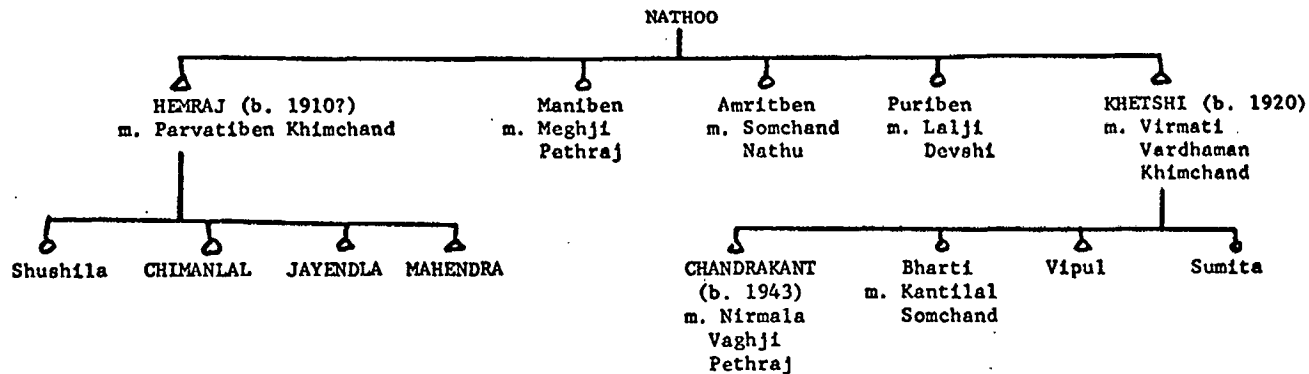 NATHOO
HEMRAJ (b. 1910?)
m. Parvatiben Khimchand
Maniben
m. Meghji
Pethraj
Amritben
m. Somchand
Nathu
Puriben
m. Lalji
Devshi
KHETSHI (b. 1920)
m. Virmati
Vardhaman
Khimchand
Shushila
CHIMANLAL
JAYENDLA
MAHENDRA
CHANDRAKANT
(b. 1943)
m. Nirmala
Vaghji
Pethraj
Bharti
m. Kantilal
Somchand
Vipul
Sumita